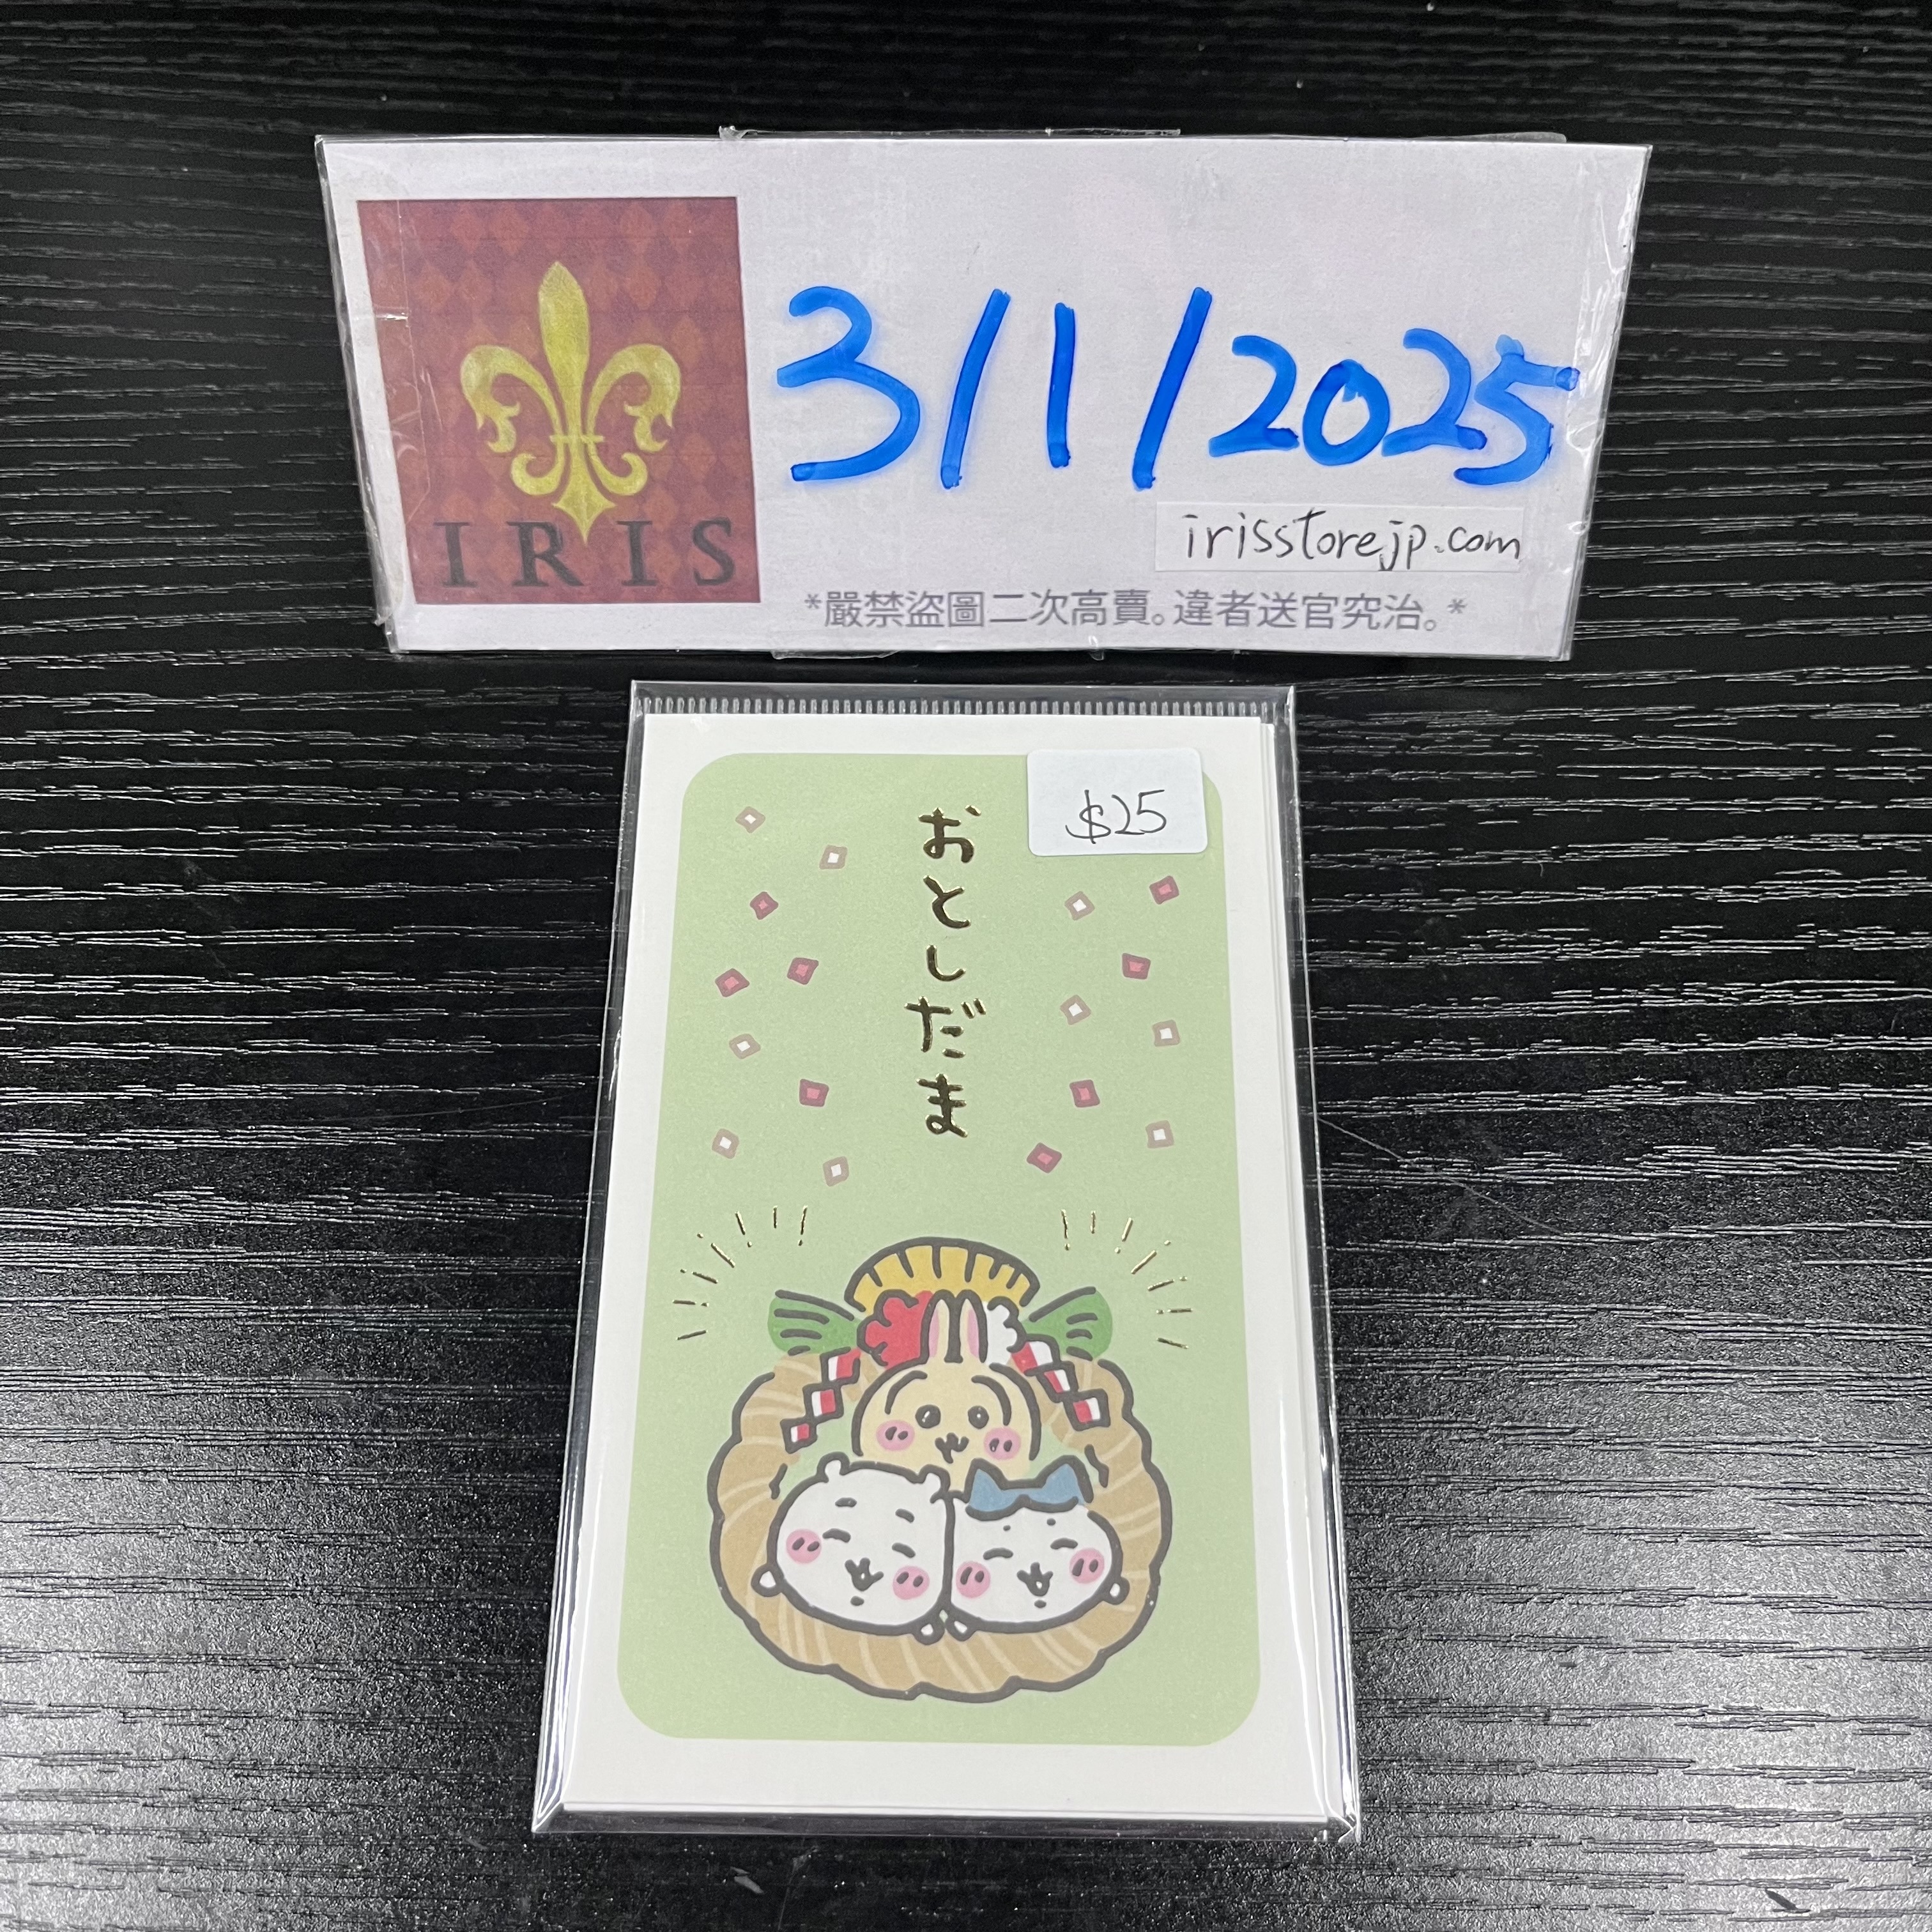 3/1/2025
IRIS
irisstorejp.com
*嚴禁盜圖二次高賣。違者送官究治。*
$25
おとしだま